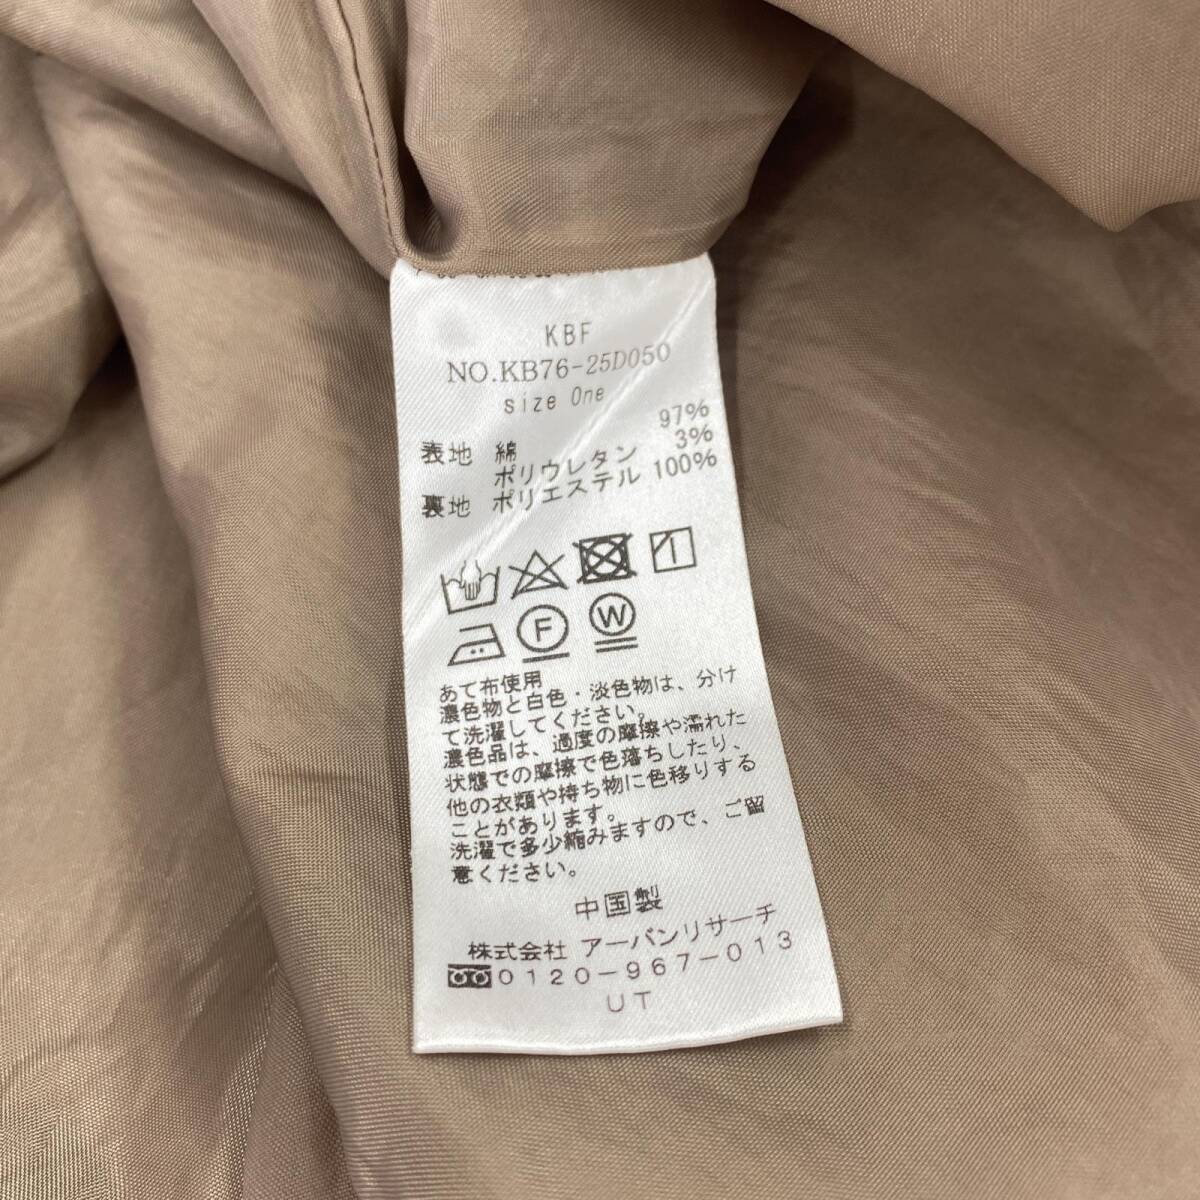 KBF
NO.KB76-25D050
size One
表地 綿 97%
ポリウレタン 3%
裏地 ポリエステル 100%
F
W
あて布使用
濃色物と白色・淡色物は、分け
て洗濯してください。
濃色品は、過度の摩擦や濡れた
状態での摩擦で色落ちしたり、
他の衣類や持ち物に色移りする
ことがあります。
洗濯で多少縮みますので、ご留
意ください。
中国製
株式会社 アーバンリサーチ
0120-967-013
UT